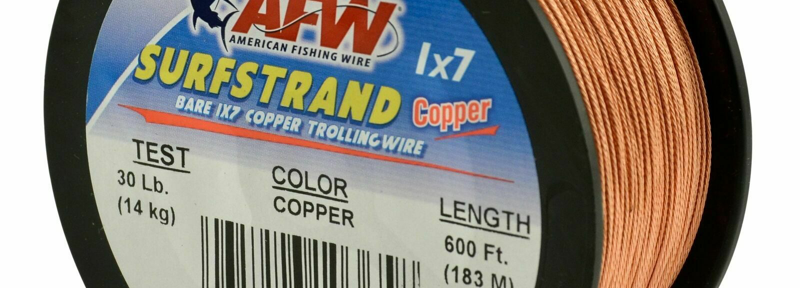 AFW
AMERICAN FISHING WIRE
1x7
SURFSTRAND Copper
BARE 1X7 COPPER TROLLINGWIRE
TEST
30 Lb.
(14 kg)
COLOR
COPPER
LENGTH
600 Ft.
(183 M)